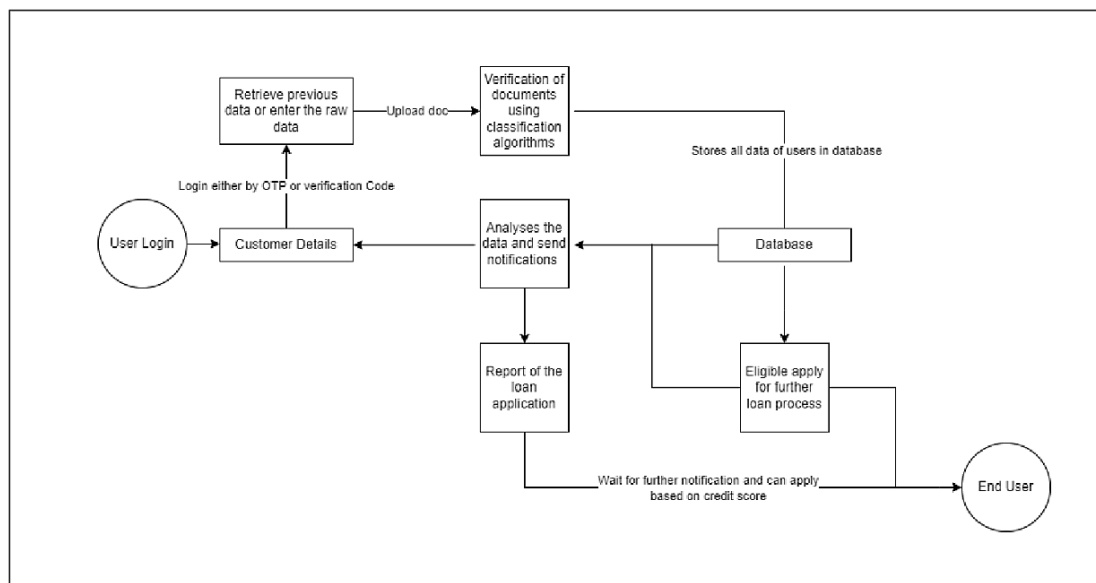 Retrieve previous
data or enter the raw
data
Upload doc
Verification of
documents
using
classification
algorithms
Stores all data of users in database
Login either by OTP or verification Code
User Login
Customer Details
Analyses the
data and send
notifications
Database
Report of the
loan
application
Eligible apply
for further
loan process
Wait for further notification and can apply
based on credit score
End User